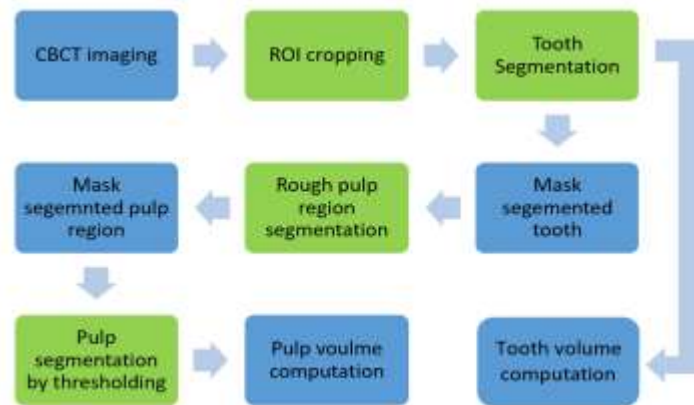 CBCT imaging
ROI cropping
Tooth
Segmentation
Mask
segemented
tooth
Rough pulp
region
segmentation
Mask
segemnted pulp
region
Pulp
segmentation
by thresholding
Pulp voulme
computation
Tooth volume
computation